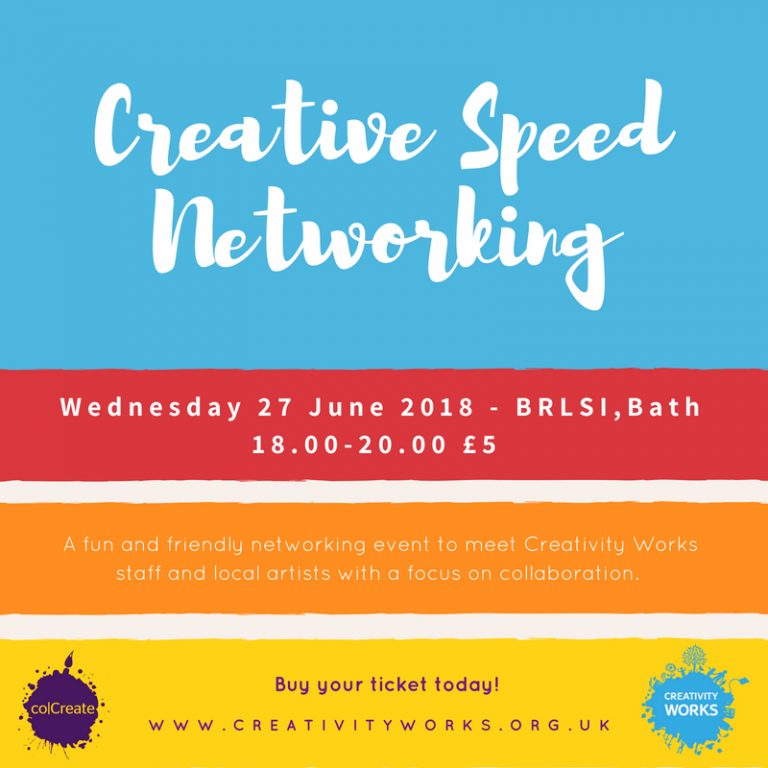 Creative Speed
Networking
Wednesday 27 June 2018 - BRLSI,Bath
18.00-20.00 £5
A fun and friendly networking event to meet Creativity Works
staff and local artists with a focus on collaboration.
Buy your ticket today!
WWW.CREATIVITYWORKS.ORG.UK
colCreate
CREATIVITY
WORKS